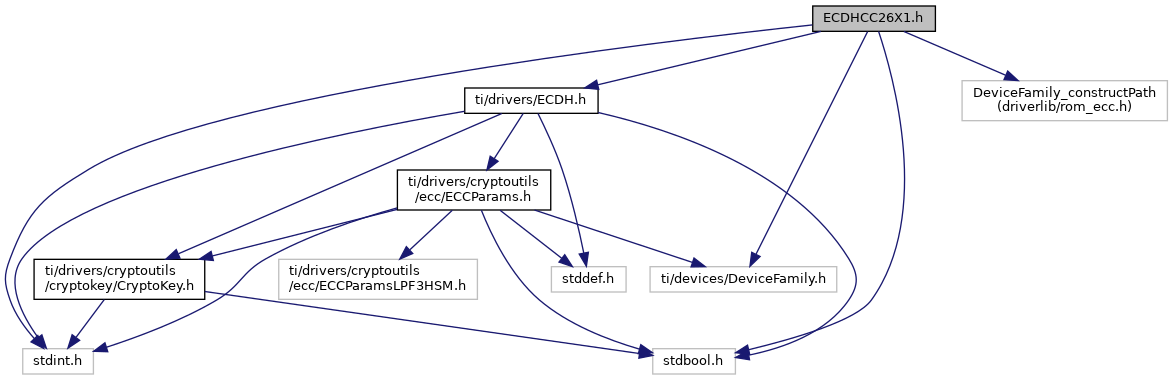 ECDHCC26X1.h
DeviceFamily_constructPath
(driverlib/rom_ecc.h)
ti/drivers/ECDH.h
ti/drivers/cryptoutils
/ecc/ECCParams.h
ti/drivers/cryptoutils
/cryptokey/CryptoKey.h
ti/drivers/cryptoutils
/ecc/ECCParamsLPF3HSM.h
stddef.h
ti/devices/DeviceFamily.h
stdint.h
stdbool.h